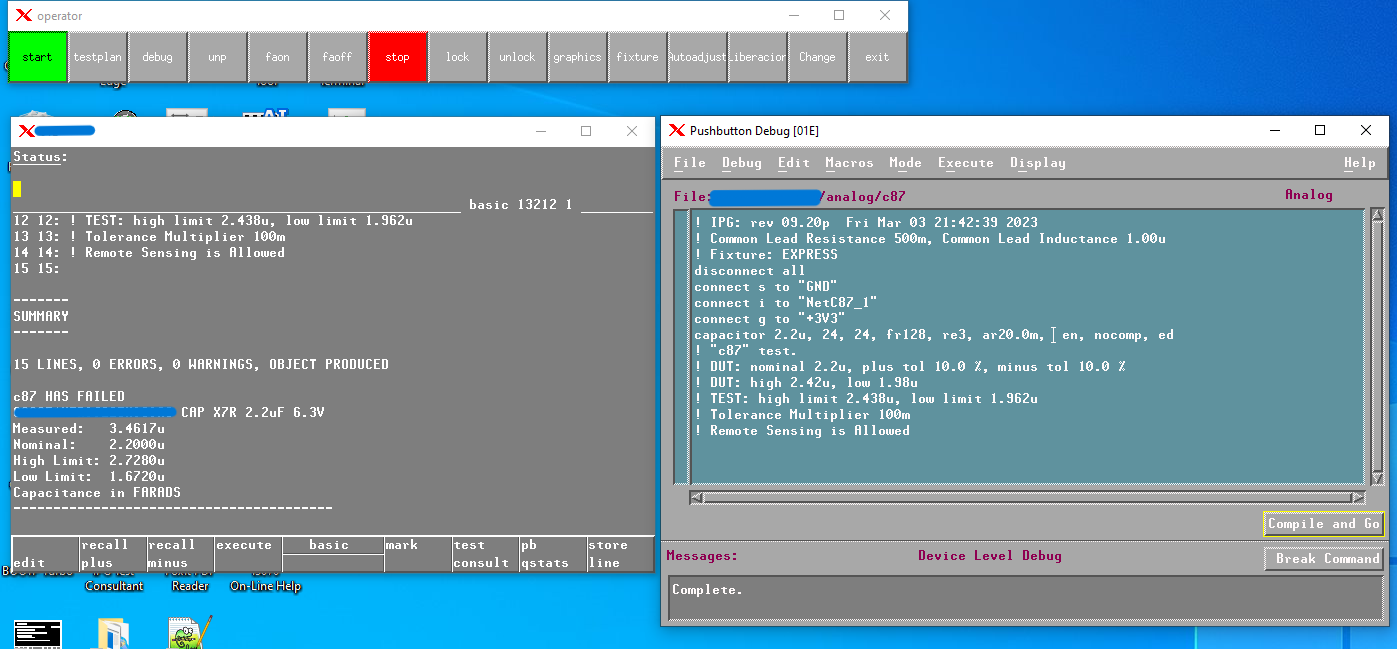 operator
start testplan debug unp faon faoff stop lock unlock graphics fixture Autoadjust Liberacion Change exit
Status:
basic 13212 1
12 12: ! TEST: high limit 2.438u, low limit 1.962u
13 13: ! Tolerance Multiplier 100m
14 14: ! Remote Sensing is Allowed
15 15:
-------
SUMMARY
-------
15 LINES, 0 ERRORS, 0 WARNINGS, OBJECT PRODUCED
c87 HAS FAILED
CAP X7R 2.2uF 6.3V
Measured: 3.4617u
Nominal: 2.2000u
High Limit: 2.7280u
Low Limit: 1.6720u
Capacitance in FARADS
----------------------------------------
edit recall plus recall minus execute basic mark test consult pb qstats store line
Consultant Reader On-Line Help
Pushbutton Debug [01E]
File Debug Edit Macros Mode Execute Display Help
File: /analog/c87 Analog
! IPG: rev 09.20p Fri Mar 03 21:42:39 2023
! Common Lead Resistance 500m, Common Lead Inductance 1.00u
! Fixture: EXPRESS
disconnect all
connect s to "GND"
connect i to "NetC87_1"
connect g to "+3V3"
capacitor 2.2u, 24, 24, fr128, re3, ar20.0m, en, nocomp, ed
! "c87" test.
! DUT: nominal 2.2u, plus tol 10.0 %, minus tol 10.0 %
! DUT: high 2.42u, low 1.98u
! TEST: high limit 2.438u, low limit 1.962u
! Tolerance Multiplier 100m
! Remote Sensing is Allowed
Compile and Go
Messages: Device Level Debug Break Command
Complete.